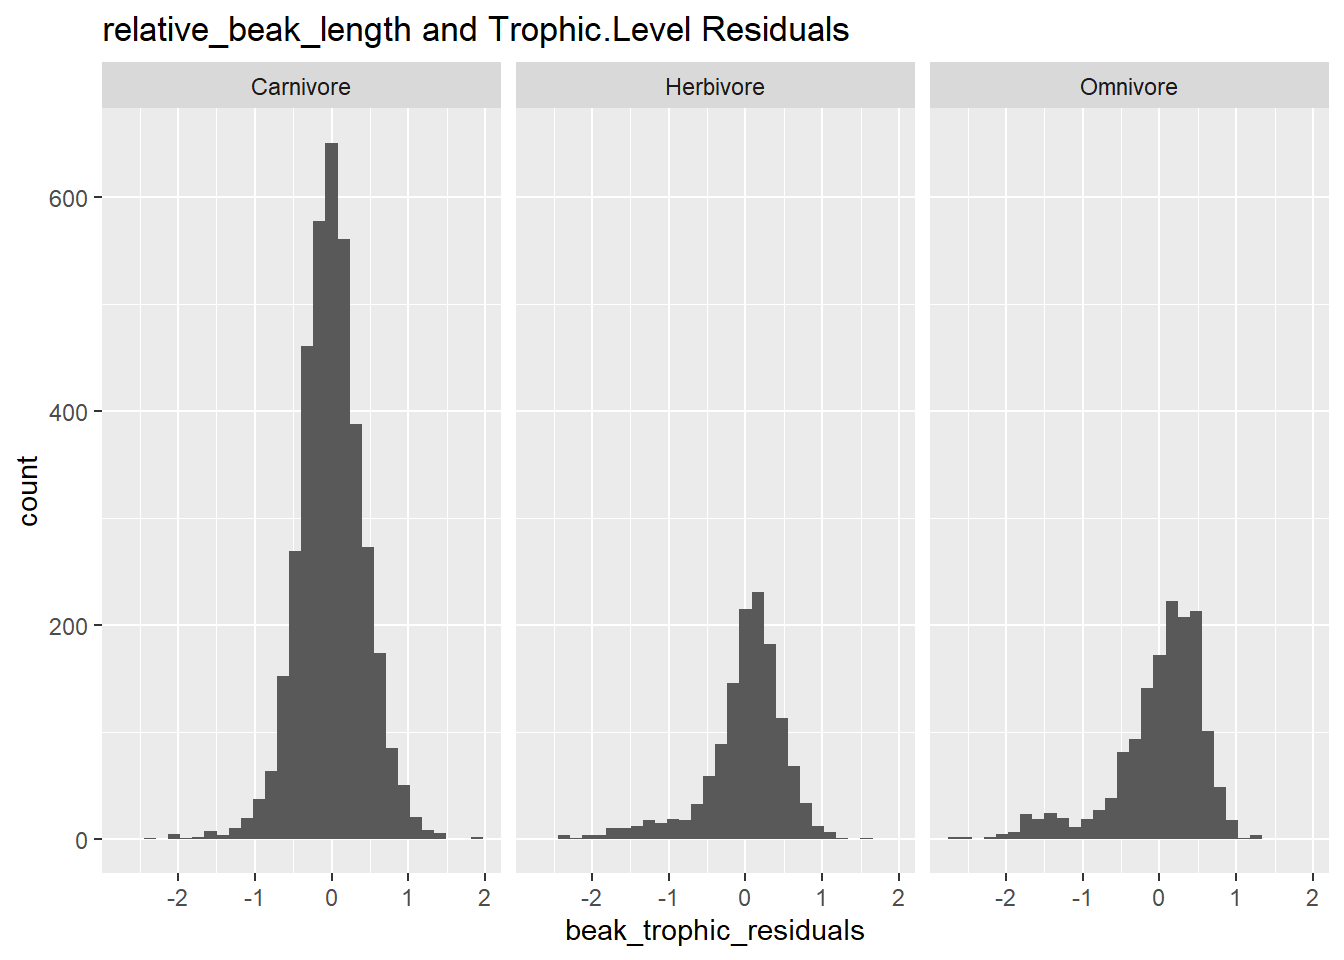 relative_beak_length and Trophic.Level Residuals
Carnivore Herbivore Omnivore
600
400
200
0
count
-2 -1 0 1 2 -2 -1 0 1 2 -2 -1 0 1 2
beak_trophic_residuals